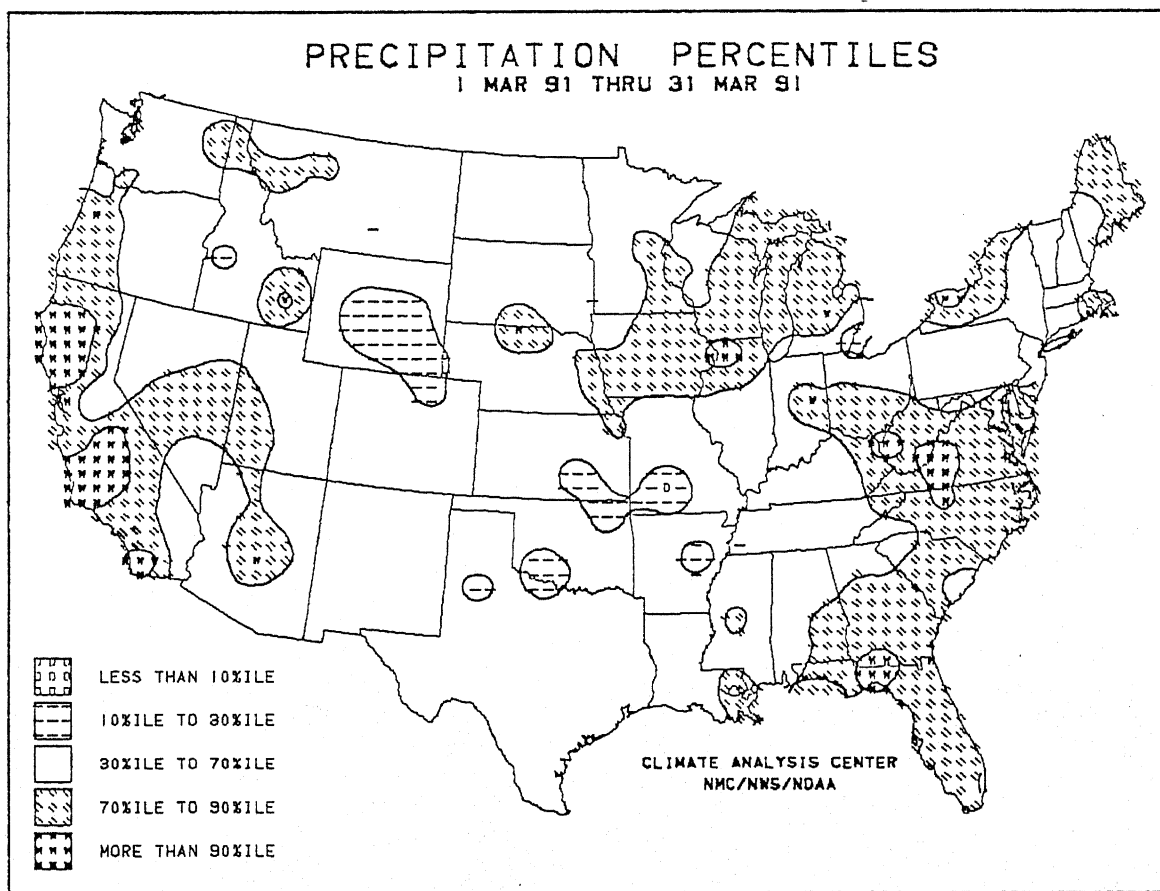 PRECIPITATION PERCENTILES
1 MAR 91 THRU 31 MAR 91
D
LESS THAN 10%ILE
10%ILE TO 30%ILE
30%ILE TO 70%ILE
70%ILE TO 90%ILE
MORE THAN 90%ILE
CLIMATE ANALYSIS CENTER
NMC/NWS/NOAA